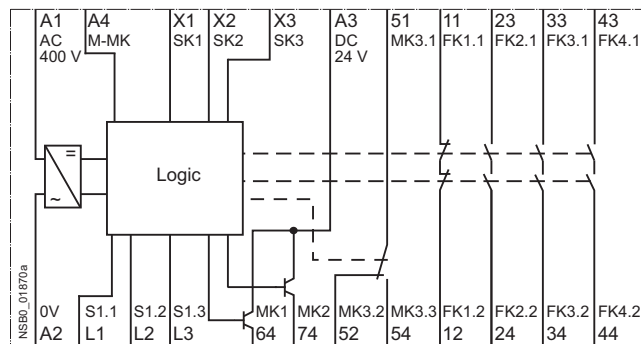 A1 A4 X1 X2 X3 A3 51 11 23 33 43
AC M-MK SK1 SK2 SK3 DC MK3.1 FK1.1 FK2.1 FK3.1 FK4.1
400 V 24 V
=
Logic
~
NSB0_01870a
0V S1.1 S1.2 S1.3 MK1 MK2 MK3.2 MK3.3 FK1.2 FK2.2 FK3.2 FK4.2
A2 L1 L2 L3 64 74 52 54 12 24 34 44